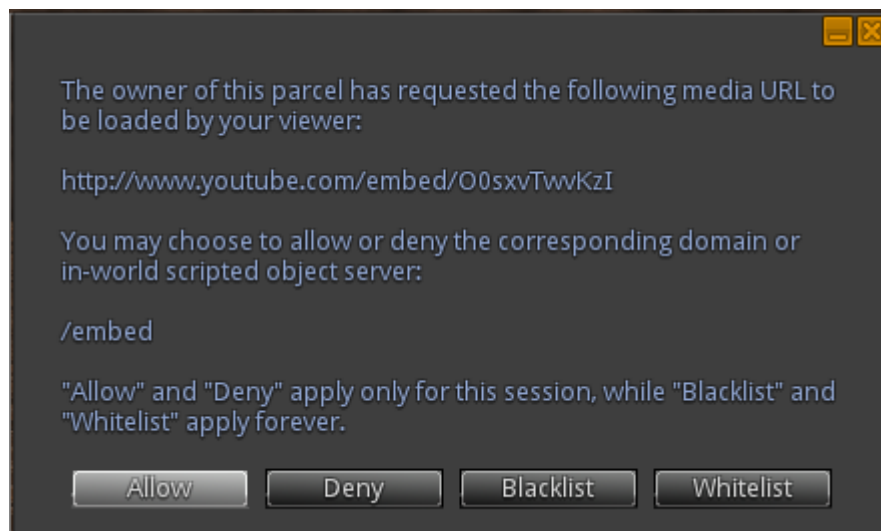 The owner of this parcel has requested the following media URL to
be loaded by your viewer:
http://www.youtube.com/embed/O0sxvTwvKzI
You may choose to allow or deny the corresponding domain or
in-world scripted object server:
/embed
"Allow" and "Deny" apply only for this session, while "Blacklist" and
"Whitelist" apply forever.
Allow Deny Blacklist Whitelist